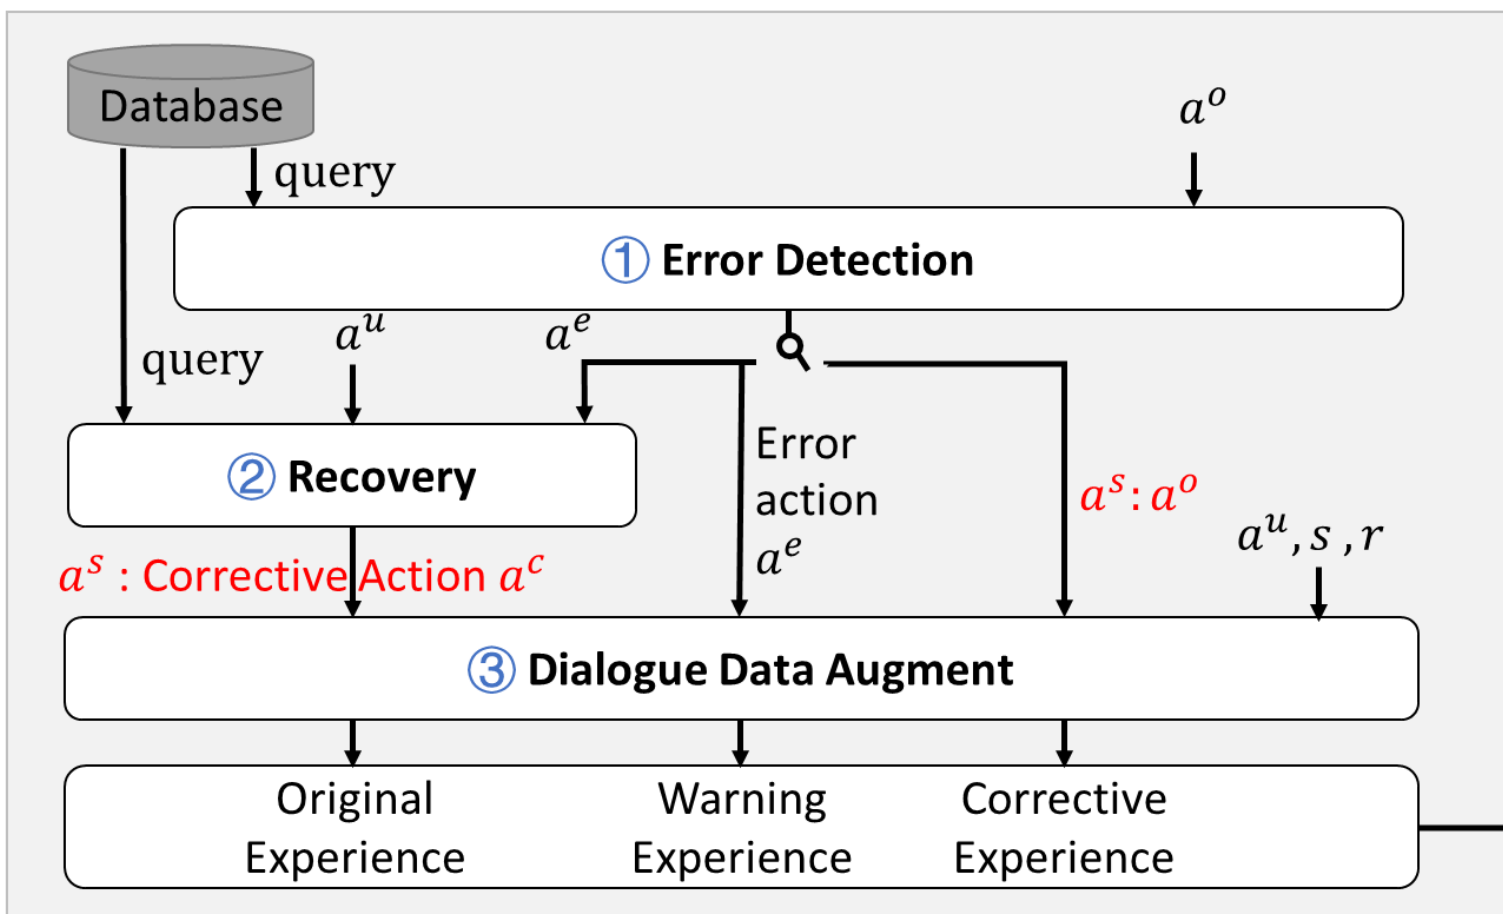 Database
a^o
query
① Error Detection
a^u
a^e
query
Error
action
a^e
② Recovery
a^s : a^o
a^u, s , r
a^s : Corrective Action a^c
③ Dialogue Data Augment
Original
Experience
Warning
Experience
Corrective
Experience